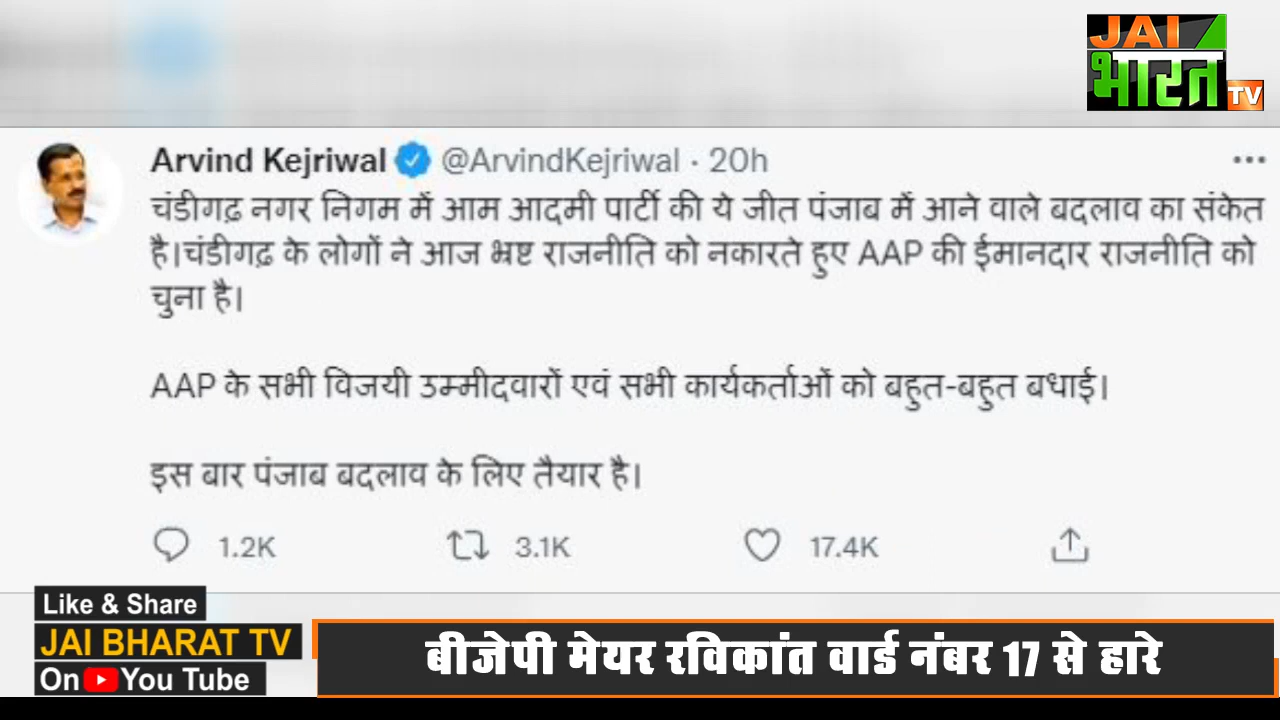 JAI
भारत
TV
Arvind Kejriwal @ArvindKejriwal · 20h
चंडीगढ़ नगर निगम में आम आदमी पार्टी की ये जीत पंजाब में आने वाले बदलाव का संकेत
है।चंडीगढ़ के लोगों ने आज भ्रष्ट राजनीति को नकारते हुए AAP की ईमानदार राजनीति को
चुना है।
AAP के सभी विजयी उम्मीदवारों एवं सभी कार्यकर्ताओं को बहुत-बहुत बधाई।
इस बार पंजाब बदलाव के लिए तैयार है।
1.2K 3.1K 17.4K
Like & Share
JAI BHARAT TV
On You Tube
बीजेपी मेयर रविकांत वार्ड नंबर 17 से हारे